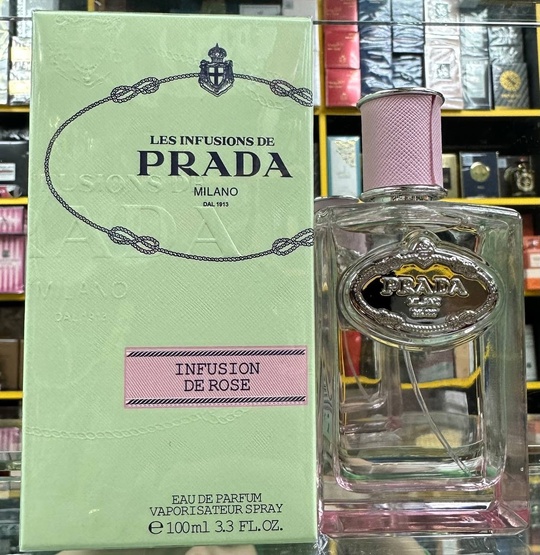 LES INFUSIONS DE
PRADA
MILANO
DAL 1913
INFUSION
DE ROSE
EAU DE PARFUM
VAPORISATEUR SPRAY
℮ 100ml 3.3 FL.OZ.
PRADA